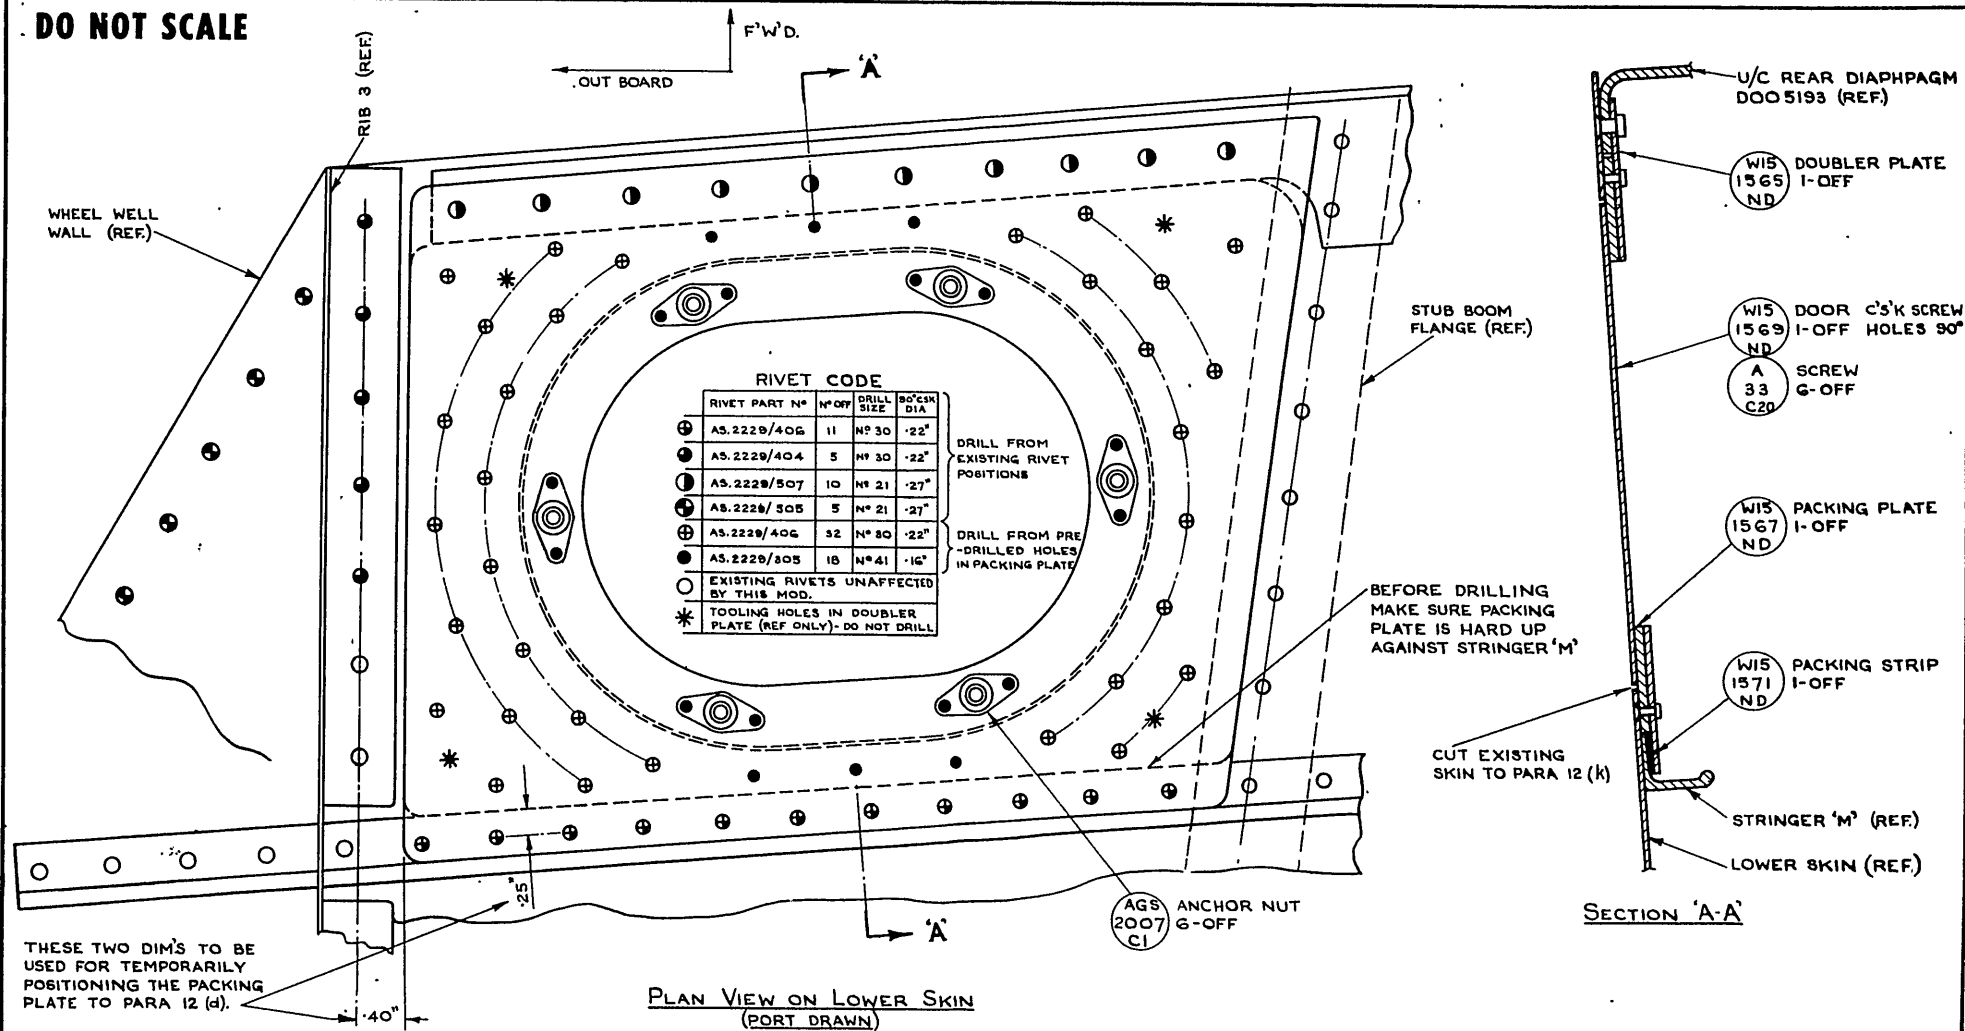 DO NOT SCALE
F'W'D.
OUT BOARD
'A'
RIB 3 (REF.)
WHEEL WELL
WALL (REF.)
STUB BOOM
FLANGE (REF.)
RIVET CODE
RIVET PART Nº NºOFF DRILL SIZE 90°CSK DIA
AS.2229/406 11 Nº 30 .22"
AS.2229/404 5 Nº 30 .22"
AS.2229/507 10 Nº 21 .27"
AS.2229/505 5 Nº 21 .27"
AS.2229/406 32 Nº 30 .22"
AS.2229/305 18 Nº 41 .16"
EXISTING RIVETS UNAFFECTED
BY THIS MOD.
TOOLING HOLES IN DOUBLER
PLATE (REF ONLY)- DO NOT DRILL
DRILL FROM
EXISTING RIVET
POSITIONS
DRILL FROM PRE
-DRILLED HOLES
IN PACKING PLATE
BEFORE DRILLING
MAKE SURE PACKING
PLATE IS HARD UP
AGAINST STRINGER 'M'
AGS
2007
C1
ANCHOR NUT
6-OFF
.25"
.40"
'A'
THESE TWO DIM'S TO BE
USED FOR TEMPORARILY
POSITIONING THE PACKING
PLATE TO PARA 12 (d).
PLAN VIEW ON LOWER SKIN
(PORT DRAWN)
U/C REAR DIAPHPAGM
DOO 5193 (REF.)
W15
1565
ND
DOUBLER PLATE
1-OFF
W15
1569
ND
DOOR C'S'K SCREW
1-OFF HOLES 90°
A
33
C20
SCREW
6-OFF
W15
1567
ND
PACKING PLATE
1-OFF
W15
1571
ND
PACKING STRIP
1-OFF
CUT EXISTING
SKIN TO PARA 12 (k)
STRINGER 'M' (REF.)
LOWER SKIN (REF.)
SECTION 'A-A'